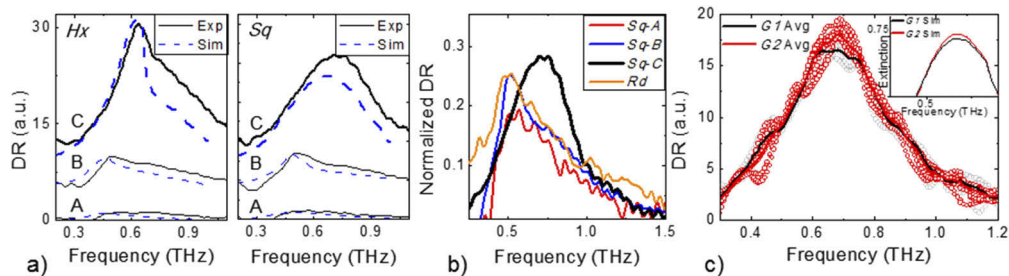 Hx
Exp
Sim
Sq
Exp
Sim
DR (a.u.)
30
15
0
C
B
A
C
B
A
0.3 0.6 0.9
0.3 0.6 0.9
Frequency (THz)
Frequency (THz)
a)
Normalized DR
0.3
0.2
0.1
Sq-A
Sq-B
Sq-C
Rd
0.5 1.0 1.5
Frequency (THz)
b)
DR (a.u.)
20
15
10
5
0
G1 Avg
G2 Avg
0.75
G1 Sim
G2 Sim
Extinction
0.5
Frequency (THz)
0.4 0.6 0.8 1.0 1.2
Frequency (THz)
c)